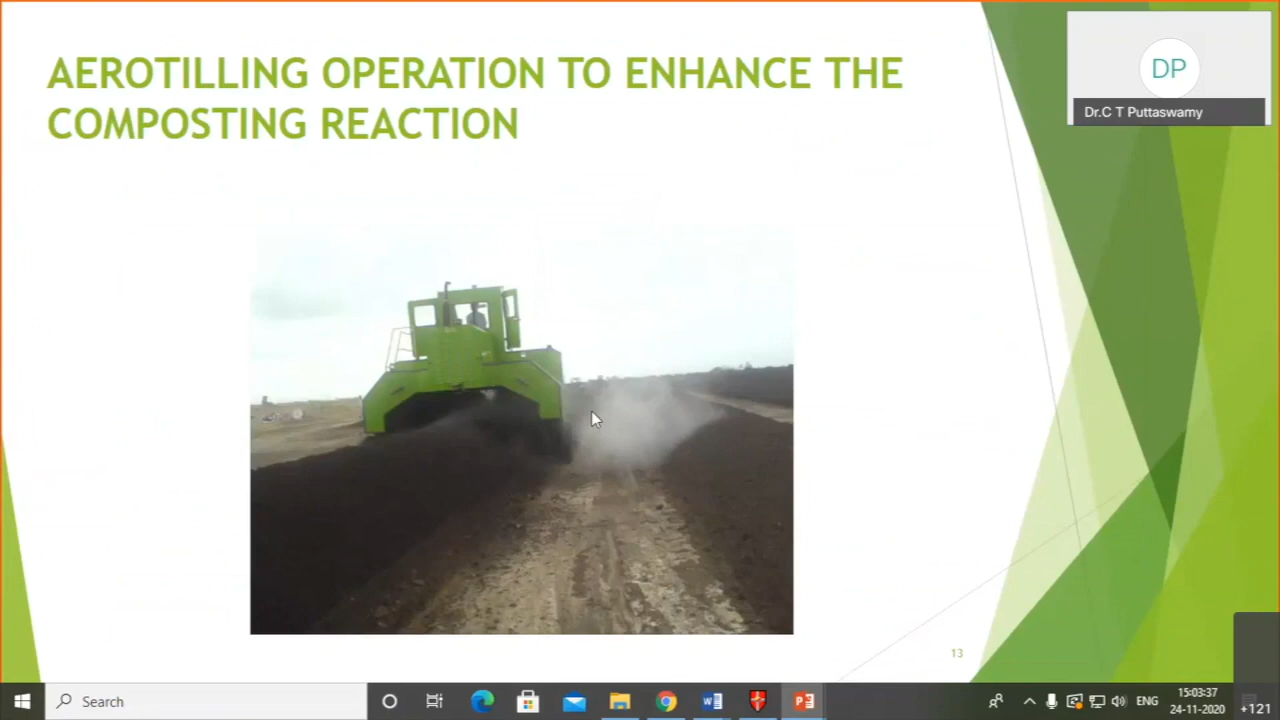 AEROTILLING OPERATION TO ENHANCE THE
COMPOSTING REACTION
DP
Dr.C T Puttaswamy
13
Search
ENG
15:03:37
24-11-2020
+121